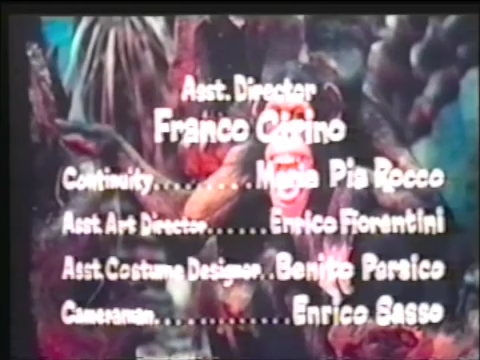 Asst. Director
Franco Cirino
Continuity.........Maria Pia Rocco
Asst. Art Director......Enrico Fiorentini
Asst. Costume Designer..Benito Persico
Cameraman.............Enrico Sasso